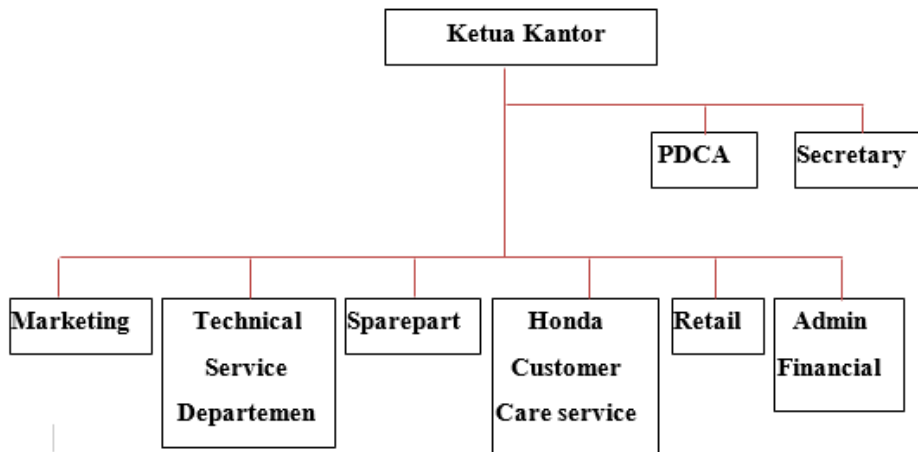 Ketua Kantor
PDCA
Secretary
Marketing
Technical
Service
Departemen
Sparepart
Honda
Customer
Care service
Retail
Admin
Financial